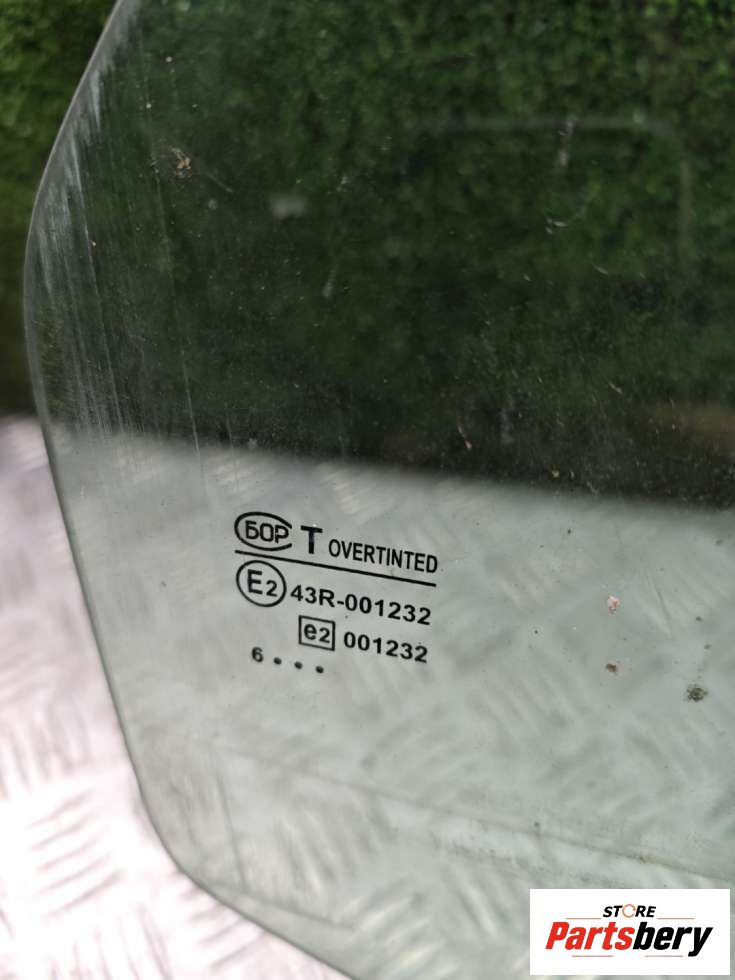 БОР T OVERTINTED
E2 43R-001232
e2 001232
6 • • •
STORE
Partsbery